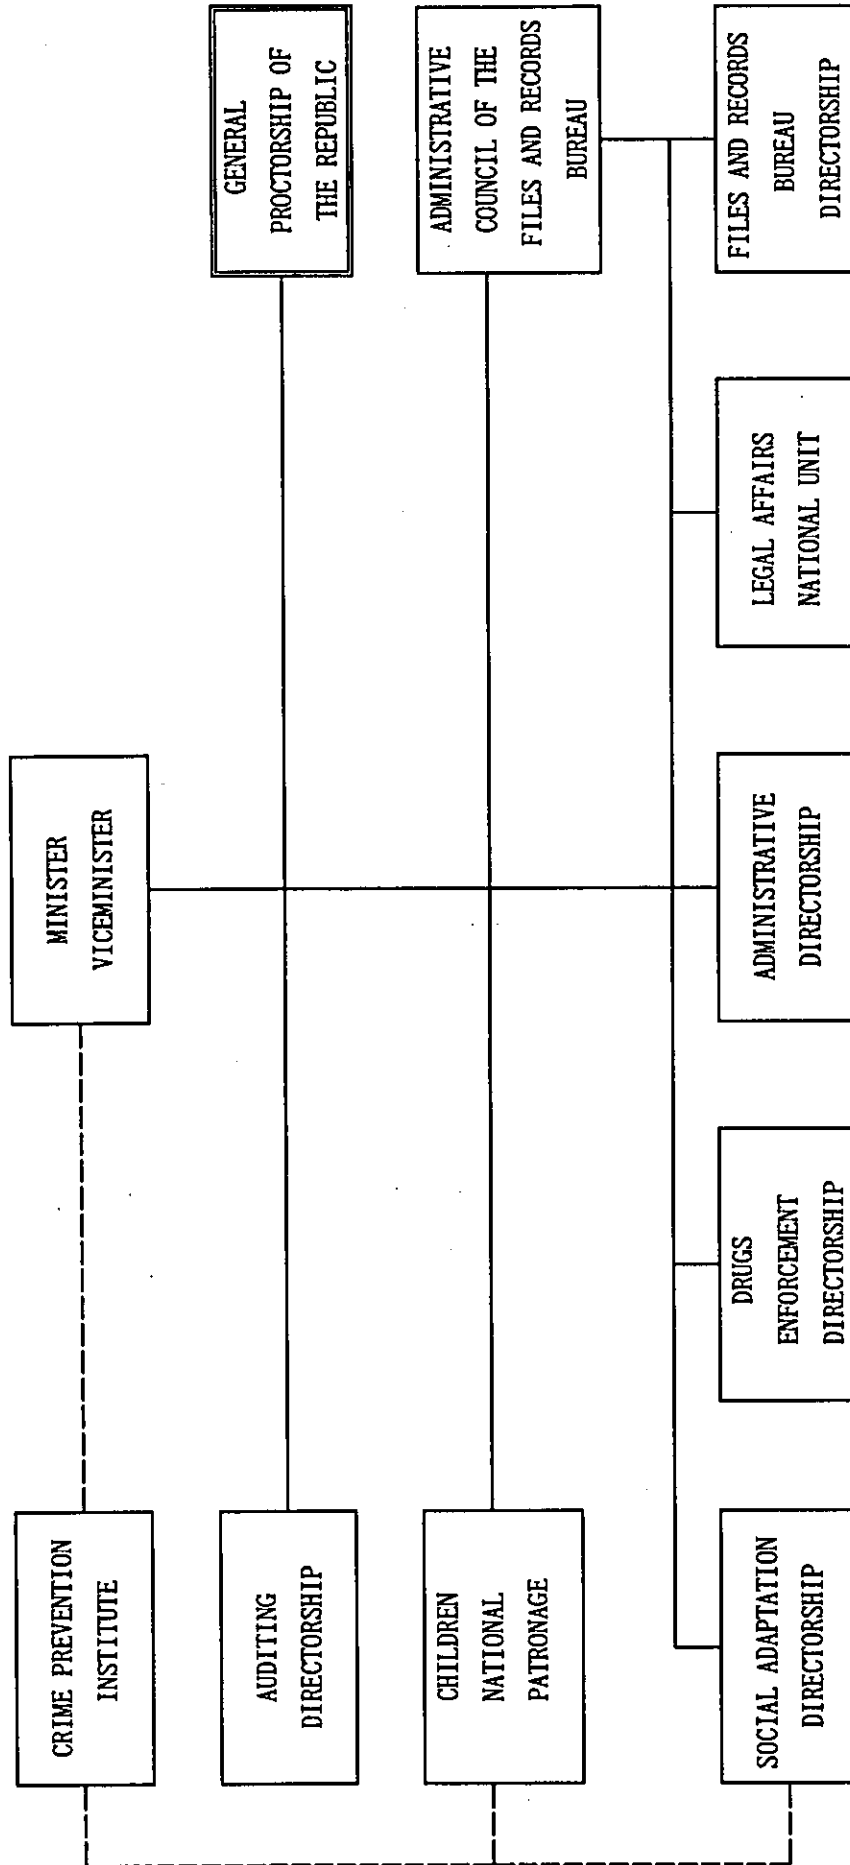 MINISTER
VICEMINISTER
CRIME PREVENTION
INSTITUTE
AUDITING
DIRECTORSHIP
GENERAL
PROCTORSHIP OF
THE REPUBLIC
CHILDREN
NATIONAL
PATRONAGE
ADMINISTRATIVE
COUNCIL OF THE
FILES AND RECORDS
BUREAU
SOCIAL ADAPTATION
DIRECTORSHIP
DRUGS
ENFORCEMENT
DIRECTORSHIP
ADMINISTRATIVE
DIRECTORSHIP
LEGAL AFFAIRS
NATIONAL UNIT
FILES AND RECORDS
BUREAU
DIRECTORSHIP